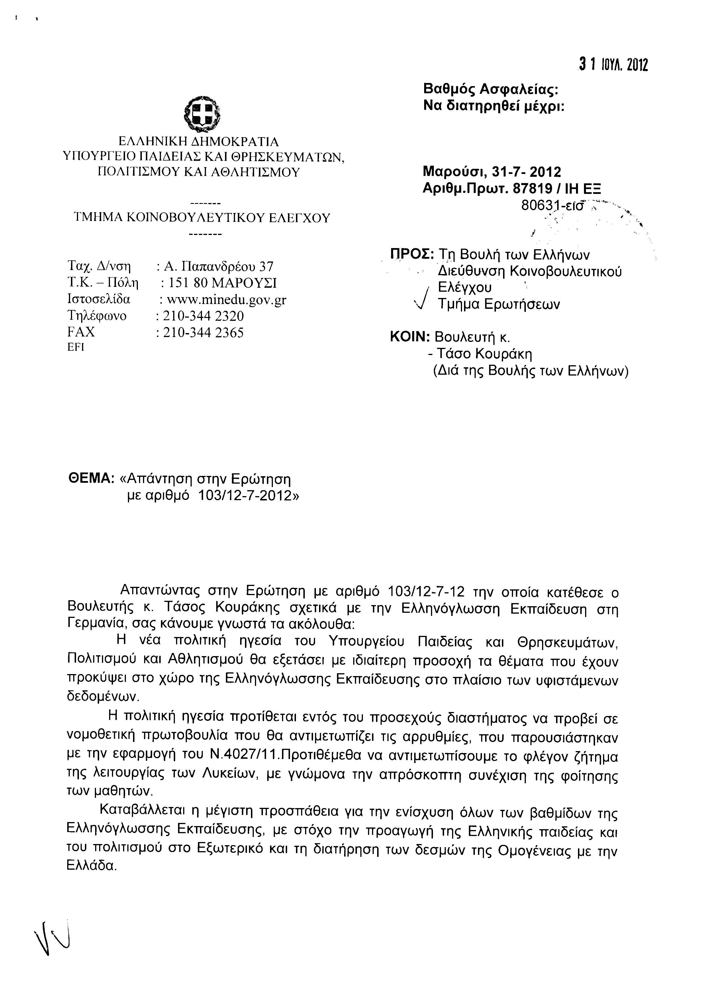 31 ΙΟΥΛ. 2012
Βαθμός Ασφαλείας:
Να διατηρηθεί μέχρι:
ΕΛΛΗΝΙΚΗ ΔΗΜΟΚΡΑΤΙΑ
ΥΠΟΥΡΓΕΙΟ ΠΑΙΔΕΙΑΣ ΚΑΙ ΘΡΗΣΚΕΥΜΑΤΩΝ,
ΠΟΛΙΤΙΣΜΟΥ ΚΑΙ ΑΘΛΗΤΙΣΜΟΥ
-------
ΤΜΗΜΑ ΚΟΙΝΟΒΟΥΛΕΥΤΙΚΟΥ ΕΛΕΓΧΟΥ
-------
Μαρούσι, 31-7- 2012
Αριθμ.Πρωτ. 87819 / ΙΗ ΕΞ
80631-εισ
Ταχ. Δ/νση : Α. Παπανδρέου 37
Τ.Κ. – Πόλη : 151 80 ΜΑΡΟΥΣΙ
Ιστοσελίδα : www.minedu.gov.gr
Τηλέφωνο : 210-344 2320
FAX : 210-344 2365
EFI
ΠΡΟΣ: Τη Βουλή των Ελλήνων
Διεύθυνση Κοινοβουλευτικού
Ελέγχου
Τμήμα Ερωτήσεων
ΚΟΙΝ: Βουλευτή κ.
- Τάσο Κουράκη
(Διά της Βουλής των Ελλήνων)
ΘΕΜΑ: «Απάντηση στην Ερώτηση
με αριθμό 103/12-7-2012»
Απαντώντας στην Ερώτηση με αριθμό 103/12-7-12 την οποία κατέθεσε ο
Βουλευτής κ. Τάσος Κουράκης σχετικά με την Ελληνόγλωσση Εκπαίδευση στη
Γερμανία, σας κάνουμε γνωστά τα ακόλουθα:
Η νέα πολιτική ηγεσία του Υπουργείου Παιδείας και Θρησκευμάτων,
Πολιτισμού και Αθλητισμού θα εξετάσει με ιδιαίτερη προσοχή τα θέματα που έχουν
προκύψει στο χώρο της Ελληνόγλωσσης Εκπαίδευσης στο πλαίσιο των υφιστάμενων
δεδομένων.
Η πολιτική ηγεσία προτίθεται εντός του προσεχούς διαστήματος να προβεί σε
νομοθετική πρωτοβουλία που θα αντιμετωπίζει τις αρρυθμίες, που παρουσιάστηκαν
με την εφαρμογή του Ν.4027/11.Προτιθέμεθα να αντιμετωπίσουμε το φλέγον ζήτημα
της λειτουργίας των Λυκείων, με γνώμονα την απρόσκοπτη συνέχιση της φοίτησης
των μαθητών.
Καταβάλλεται η μέγιστη προσπάθεια για την ενίσχυση όλων των βαθμίδων της
Ελληνόγλωσσης Εκπαίδευσης, με στόχο την προαγωγή της Ελληνικής παιδείας και
του πολιτισμού στο Εξωτερικό και τη διατήρηση των δεσμών της Ομογένειας με την
Ελλάδα.